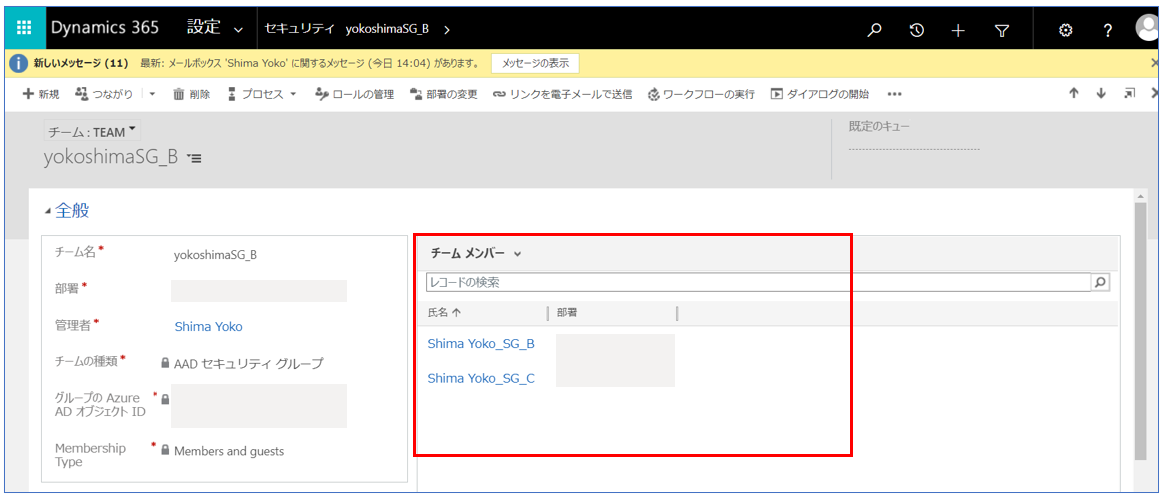 Dynamics 365 設定 セキュリティ yokoshimaSG_B
新しいメッセージ (11) 最新: メールボックス 'Shima Yoko' に関するメッセージ (今日 14:04) があります。 メッセージの表示
新規 つながり 削除 プロセス ロールの管理 部署の変更 リンクを電子メールで送信 ワークフローの実行 ダイアログの開始
チーム : TEAM
yokoshimaSG_B
既定のキュー
全般
チーム名* yokoshimaSG_B
部署*
管理者* Shima Yoko
チームの種類* AAD セキュリティ グループ
グループの Azure
AD オブジェクト ID *
Membership
Type * Members and guests
チーム メンバー
レコードの検索
氏名 部署
Shima Yoko_SG_B
Shima Yoko_SG_C